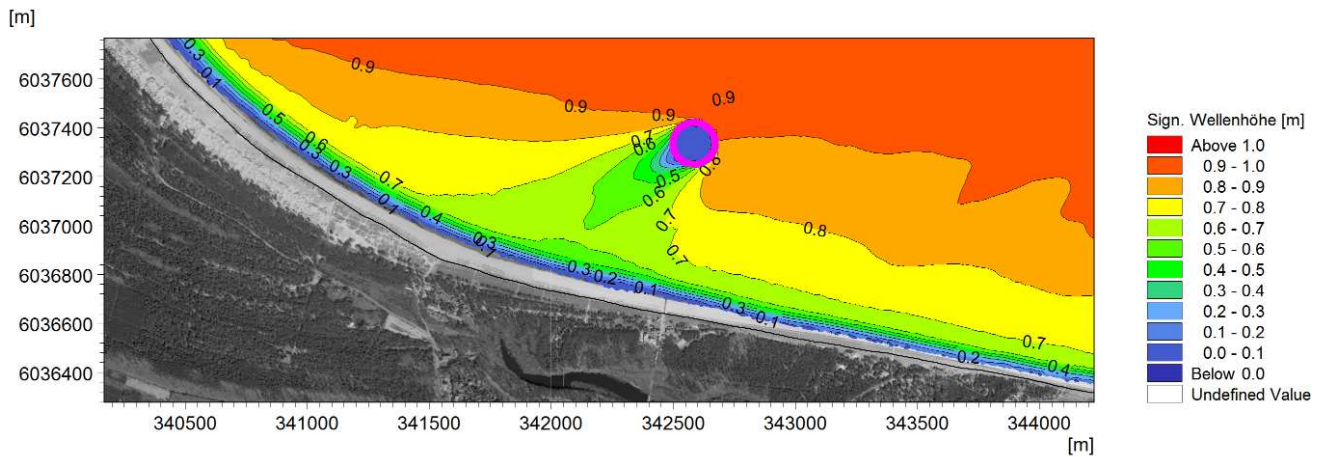 [m]
6037600
6037400
6037200
6037000
6036800
6036600
6036400
340500
341000
341500
342000
342500
343000
343500
344000
[m]
0.3
0.1
0.5
0.6
0.3
0.3
0.7
0.1
0.4
0.1
0.3
0.9
0.9
0.9
0.9
0.7
0.6
0.5
0.6
0.7
0.7
0.8
0.3
0.2
0.1
0.3
0.1
0.7
0.2
0.4
Sign. Wellenhöhe [m]
Above 1.0
0.9 - 1.0
0.8 - 0.9
0.7 - 0.8
0.6 - 0.7
0.5 - 0.6
0.4 - 0.5
0.3 - 0.4
0.2 - 0.3
0.1 - 0.2
0.0 - 0.1
Below 0.0
Undefined Value